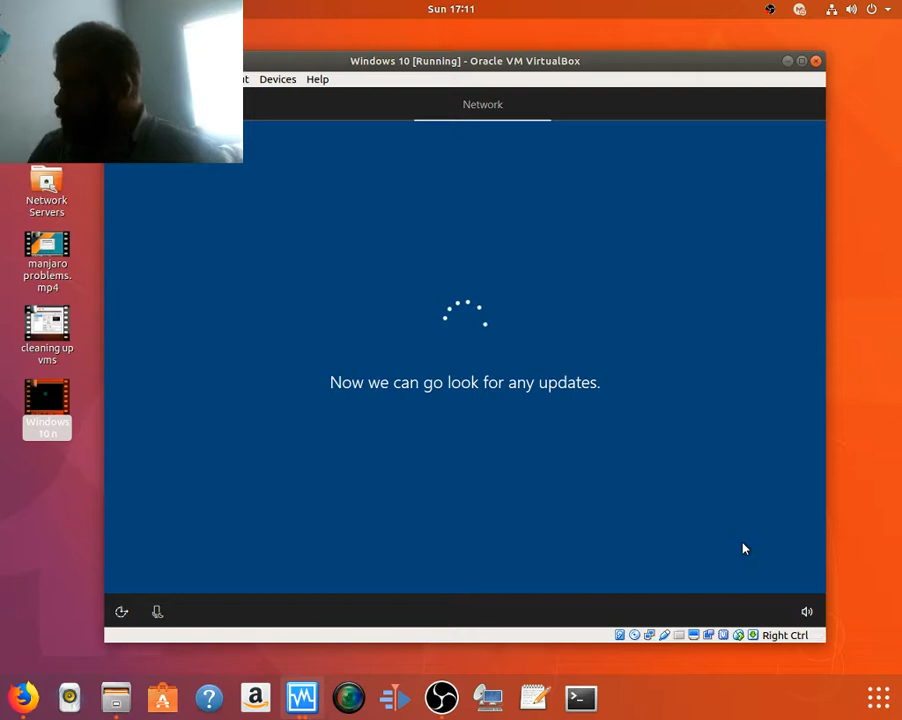 Sun 17:11
Windows 10 [Running] - Oracle VM VirtualBox
Devices
Help
Network
Now we can go look for any updates.
Network
Servers
manjaro
problems.
mp4
cleaning up
vms
Windows
10 n
Right Ctrl